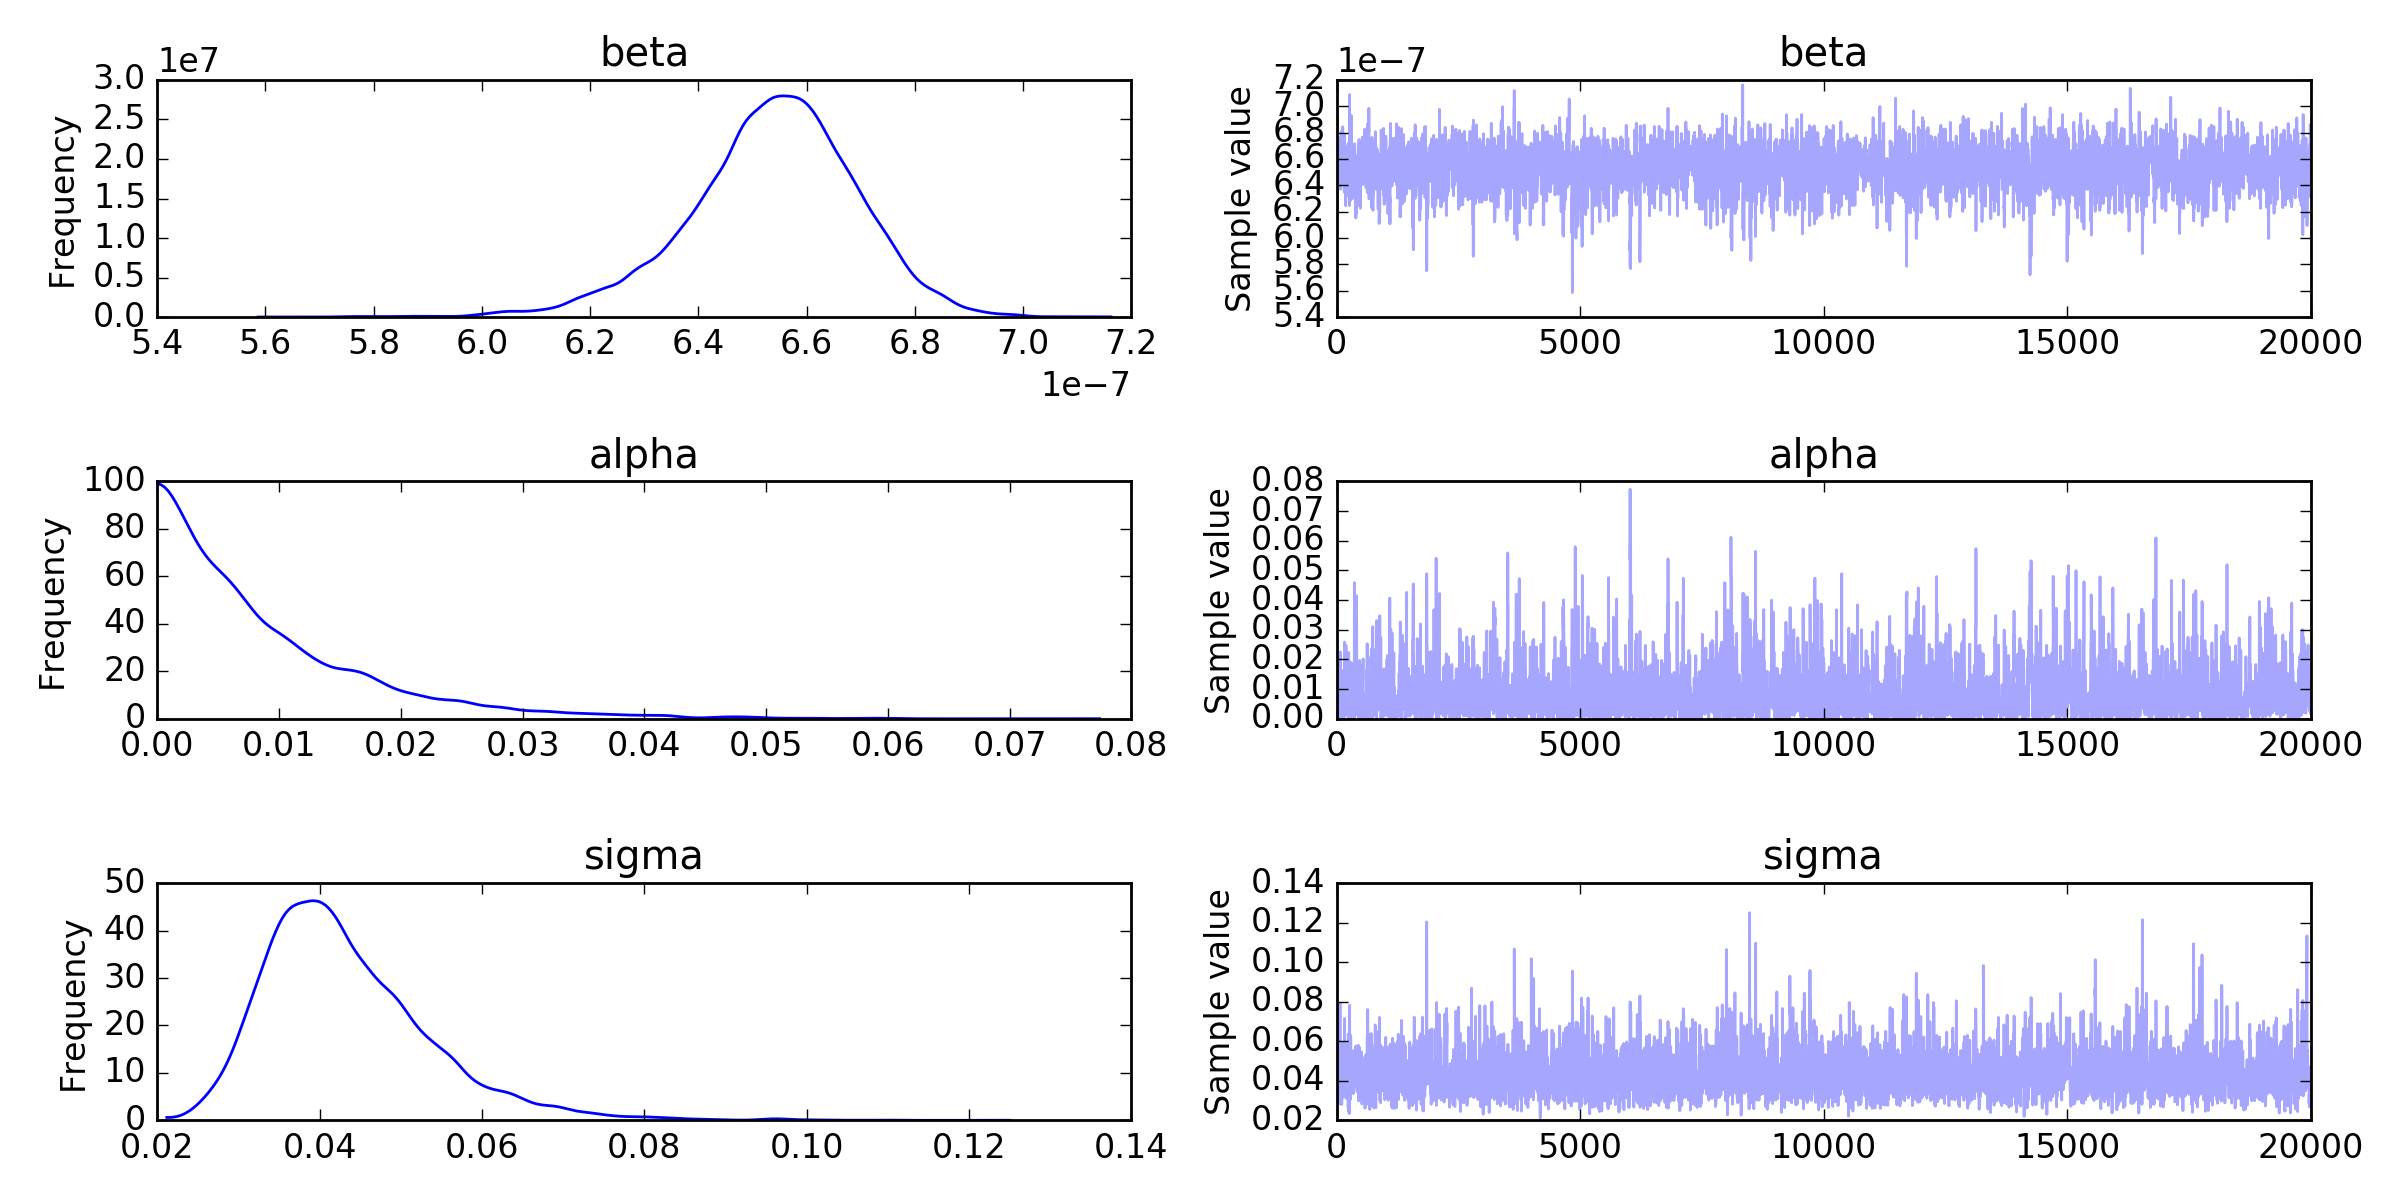 beta
1e7
Frequency
3.0
2.5
2.0
1.5
1.0
0.5
0.0
5.4 5.6 5.8 6.0 6.2 6.4 6.6 6.8 7.0 7.2
1e−7
beta
1e−7
Sample value
7.2
7.0
6.8
6.6
6.4
6.2
6.0
5.8
5.6
5.4
0 5000 10000 15000 20000
alpha
Frequency
100
80
60
40
20
0
0.00 0.01 0.02 0.03 0.04 0.05 0.06 0.07 0.08
alpha
Sample value
0.08
0.07
0.06
0.05
0.04
0.03
0.02
0.01
0.00
0 5000 10000 15000 20000
sigma
Frequency
50
40
30
20
10
0
0.02 0.04 0.06 0.08 0.10 0.12 0.14
sigma
Sample value
0.14
0.12
0.10
0.08
0.06
0.04
0.02
0 5000 10000 15000 20000